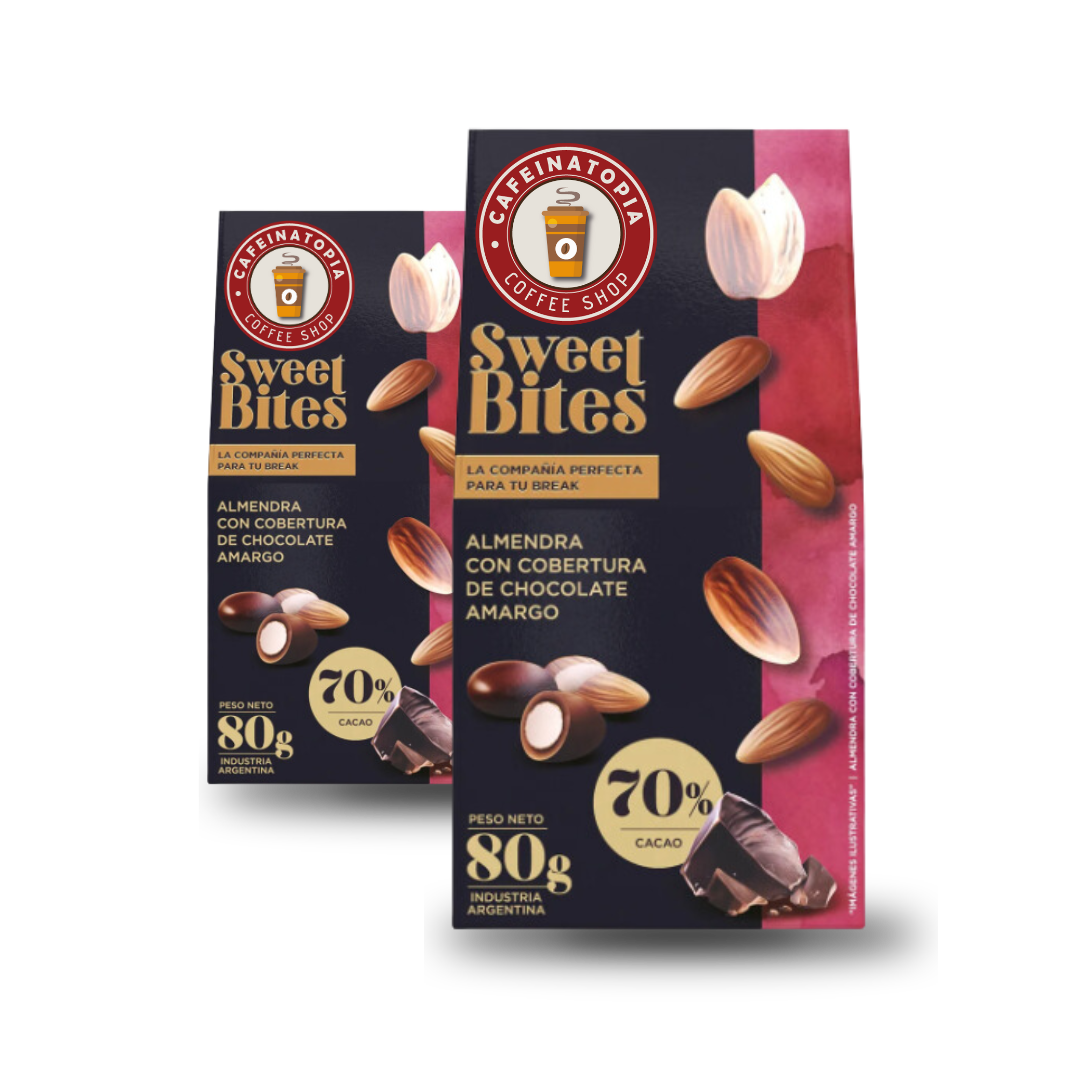 CAFEINATOPIA
COFFEE SHOP
Sweet
Bites
LA COMPAÑÍA PERFECTA
PARA TU BREAK
ALMENDRA
CON COBERTURA
DE CHOCOLATE
AMARGO
70%
CACAO
PESO NETO
80g
INDUSTRIA
ARGENTINA
CAFEINATOPIA
COFFEE SHOP
Sweet
Bites
LA COMPAÑÍA PERFECTA
PARA TU BREAK
ALMENDRA
CON COBERTURA
DE CHOCOLATE
AMARGO
70%
CACAO
PESO NETO
80g
INDUSTRIA
ARGENTINA
"IMÁGENES ILUSTRATIVAS" | ALMENDRA CON COBERTURA DE CHOCOLATE AMARGO